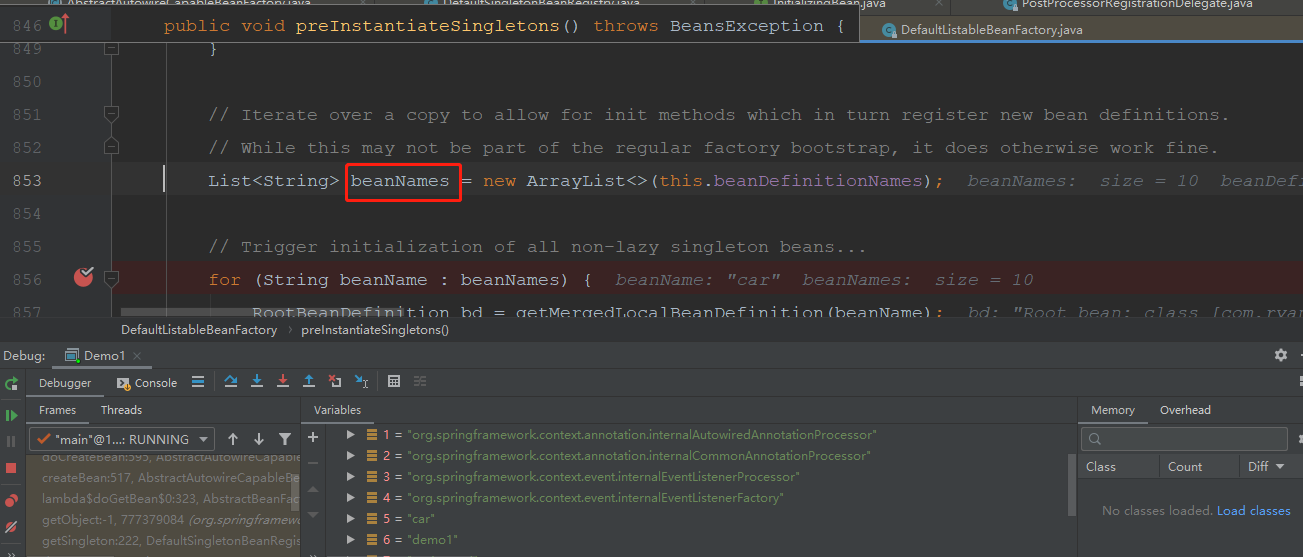 AbstractAutowireCapableBeanFactory.java DefaultSingletonBeanRegistry.java InitializingBean.java PostProcessorRegistrationDelegate.java
846 public void preInstantiateSingletons() throws BeansException {
DefaultListableBeanFactory.java
849 }
850
851 // Iterate over a copy to allow for init methods which in turn register new bean definitions.
852 // While this may not be part of the regular factory bootstrap, it does otherwise work fine.
853 List<String> beanNames = new ArrayList<>(this.beanDefinitionNames); beanNames: size = 10 beanDefi
854
855 // Trigger initialization of all non-lazy singleton beans...
856 for (String beanName : beanNames) { beanName: "car" beanNames: size = 10
857 RootBeanDefinition bd = getMergedLocalBeanDefinition(beanName); bd: "Root bean: class [com.ryan
DefaultListableBeanFactory › preInstantiateSingletons()
Debug: Demo1
Debugger Console
Frames Threads Variables Memory Overhead
"main"@1...: RUNNING
doCreateBean:595, AbstractAutowireCapable
createBean:517, AbstractAutowireCapableBe
lambda$doGetBean$0:323, AbstractBeanFac
getObject:-1, 777379084 (org.springframew
getSingleton:222, DefaultSingletonBeanRegis
1 = "org.springframework.context.annotation.internalAutowiredAnnotationProcessor"
2 = "org.springframework.context.annotation.internalCommonAnnotationProcessor"
3 = "org.springframework.context.event.internalEventListenerProcessor"
4 = "org.springframework.context.event.internalEventListenerFactory"
5 = "car"
6 = "demo1"
Class Count Diff
No classes loaded. Load classes